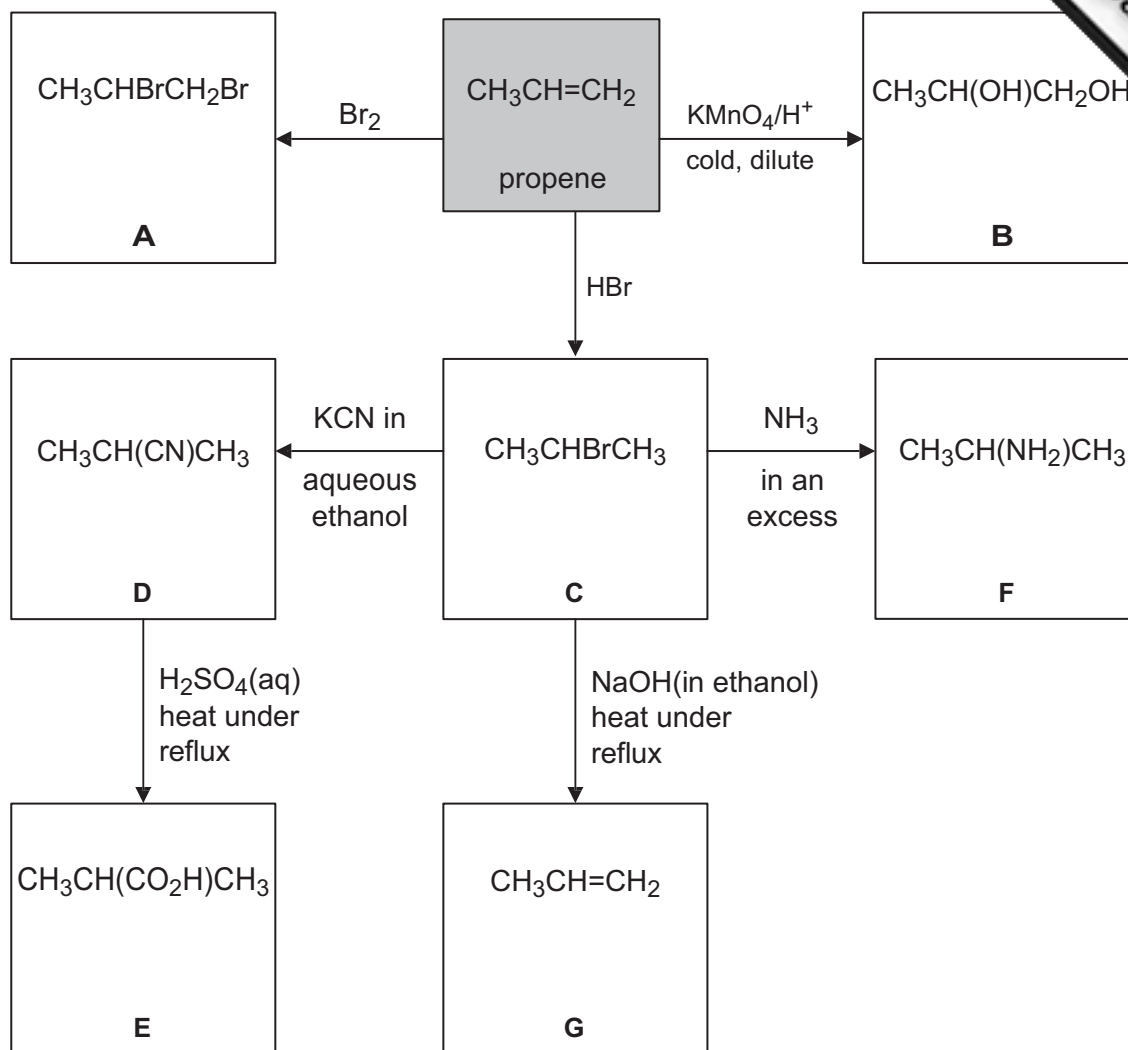 CH₃CHBrCH₂Br
A
Br₂
CH₃CH=CH₂
propene
KMnO₄/H⁺
cold, dilute
CH₃CH(OH)CH₂OH
B
HBr
CH₃CH(CN)CH₃
D
KCN in
aqueous
ethanol
CH₃CHBrCH₃
C
NH₃
in an
excess
CH₃CH(NH₂)CH₃
F
H₂SO₄(aq)
heat under
reflux
NaOH(in ethanol)
heat under
reflux
CH₃CH(CO₂H)CH₃
E
CH₃CH=CH₂
G